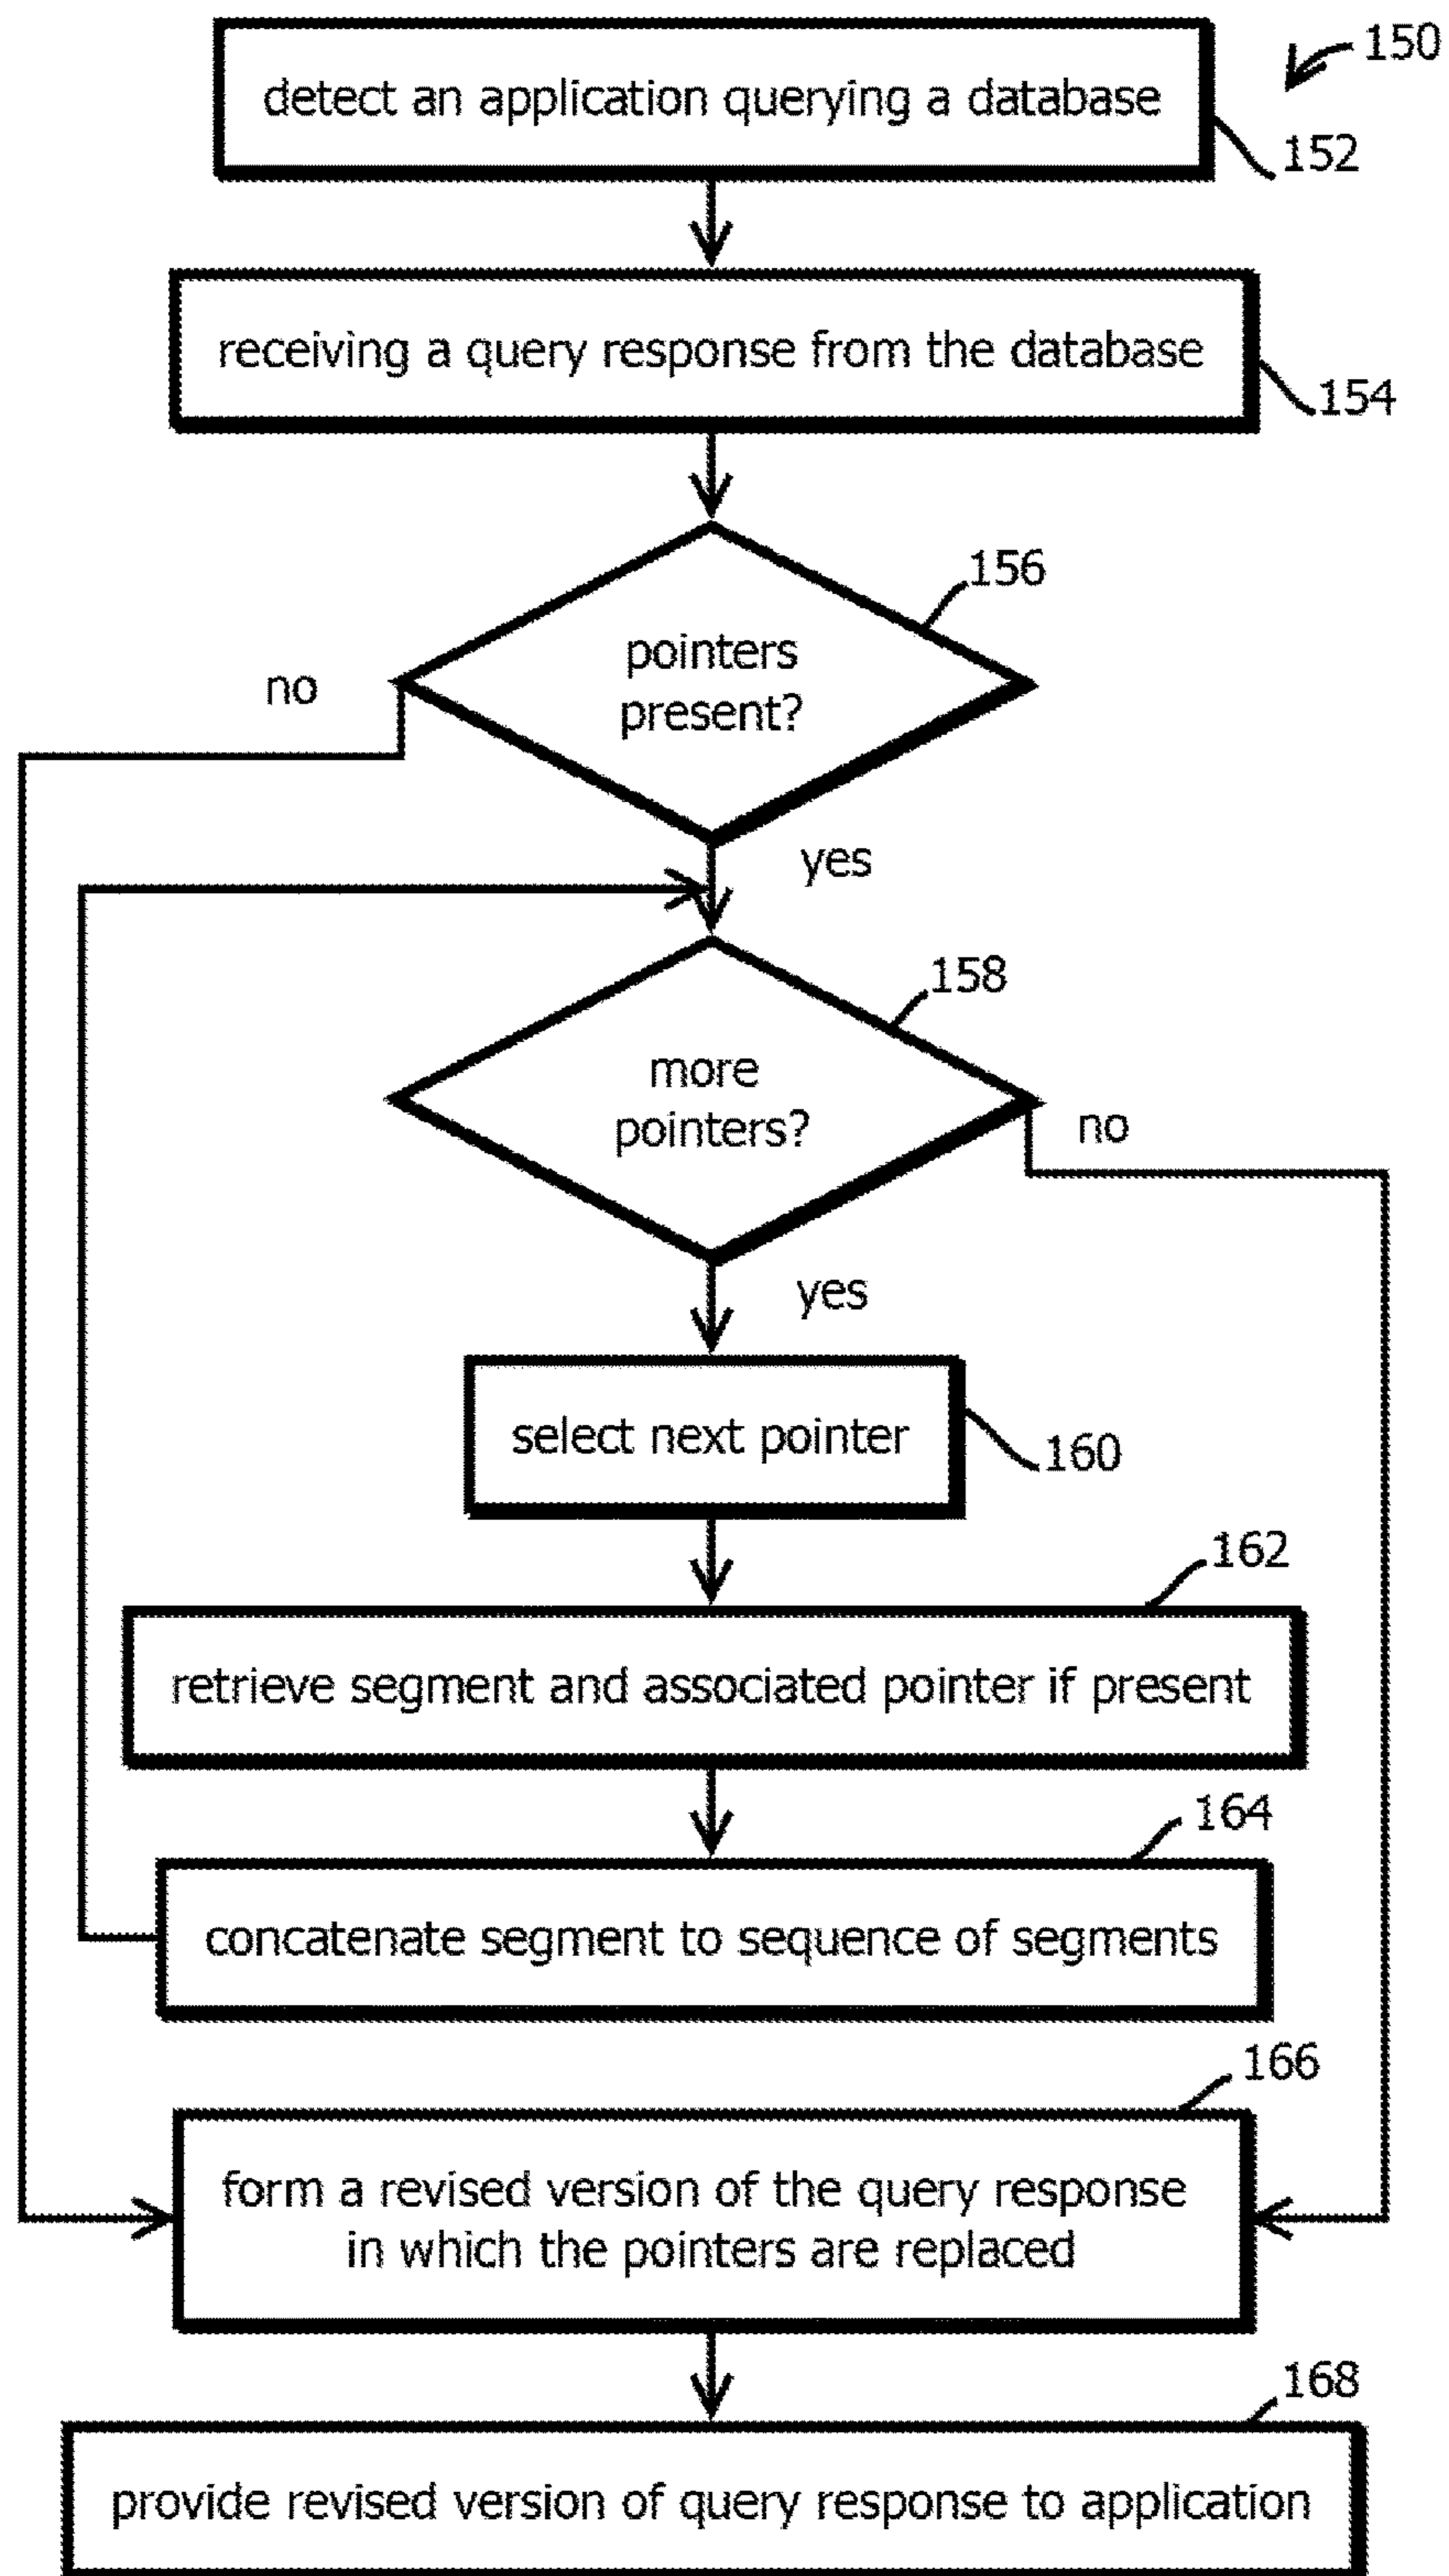 150
detect an application querying a database
152
receiving a query response from the database
154
156
pointers
present?
no
yes
158
more
pointers?
no
yes
select next pointer
160
162
retrieve segment and associated pointer if present
164
concatenate segment to sequence of segments
166
form a revised version of the query response
in which the pointers are replaced
168
provide revised version of query response to application